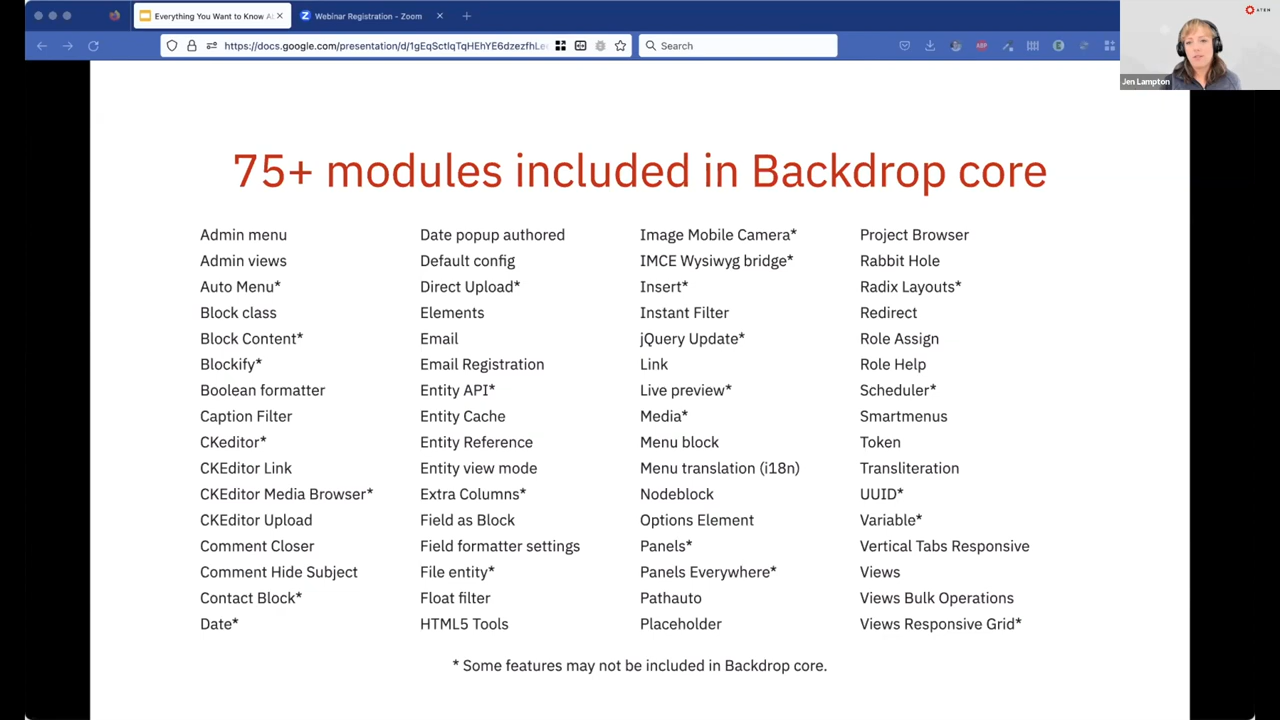 Everything You Want to Know Ab
Webinar Registration - Zoom
https://docs.google.com/presentation/d/1gEqSctlqTqHEhYE6dzezfhLe
Search
ATEN
Jen Lampton
75+ modules included in Backdrop core
Admin menu
Admin views
Auto Menu*
Block class
Block Content*
Blockify*
Boolean formatter
Caption Filter
CKeditor*
CKEditor Link
CKEditor Media Browser*
CKEditor Upload
Comment Closer
Comment Hide Subject
Contact Block*
Date*
Date popup authored
Default config
Direct Upload*
Elements
Email
Email Registration
Entity API*
Entity Cache
Entity Reference
Entity view mode
Extra Columns*
Field as Block
Field formatter settings
File entity*
Float filter
HTML5 Tools
Image Mobile Camera*
IMCE Wysiwyg bridge*
Insert*
Instant Filter
jQuery Update*
Link
Live preview*
Media*
Menu block
Menu translation (i18n)
Nodeblock
Options Element
Panels*
Panels Everywhere*
Pathauto
Placeholder
Project Browser
Rabbit Hole
Radix Layouts*
Redirect
Role Assign
Role Help
Scheduler*
Smartmenus
Token
Transliteration
UUID*
Variable*
Vertical Tabs Responsive
Views
Views Bulk Operations
Views Responsive Grid*
* Some features may not be included in Backdrop core.